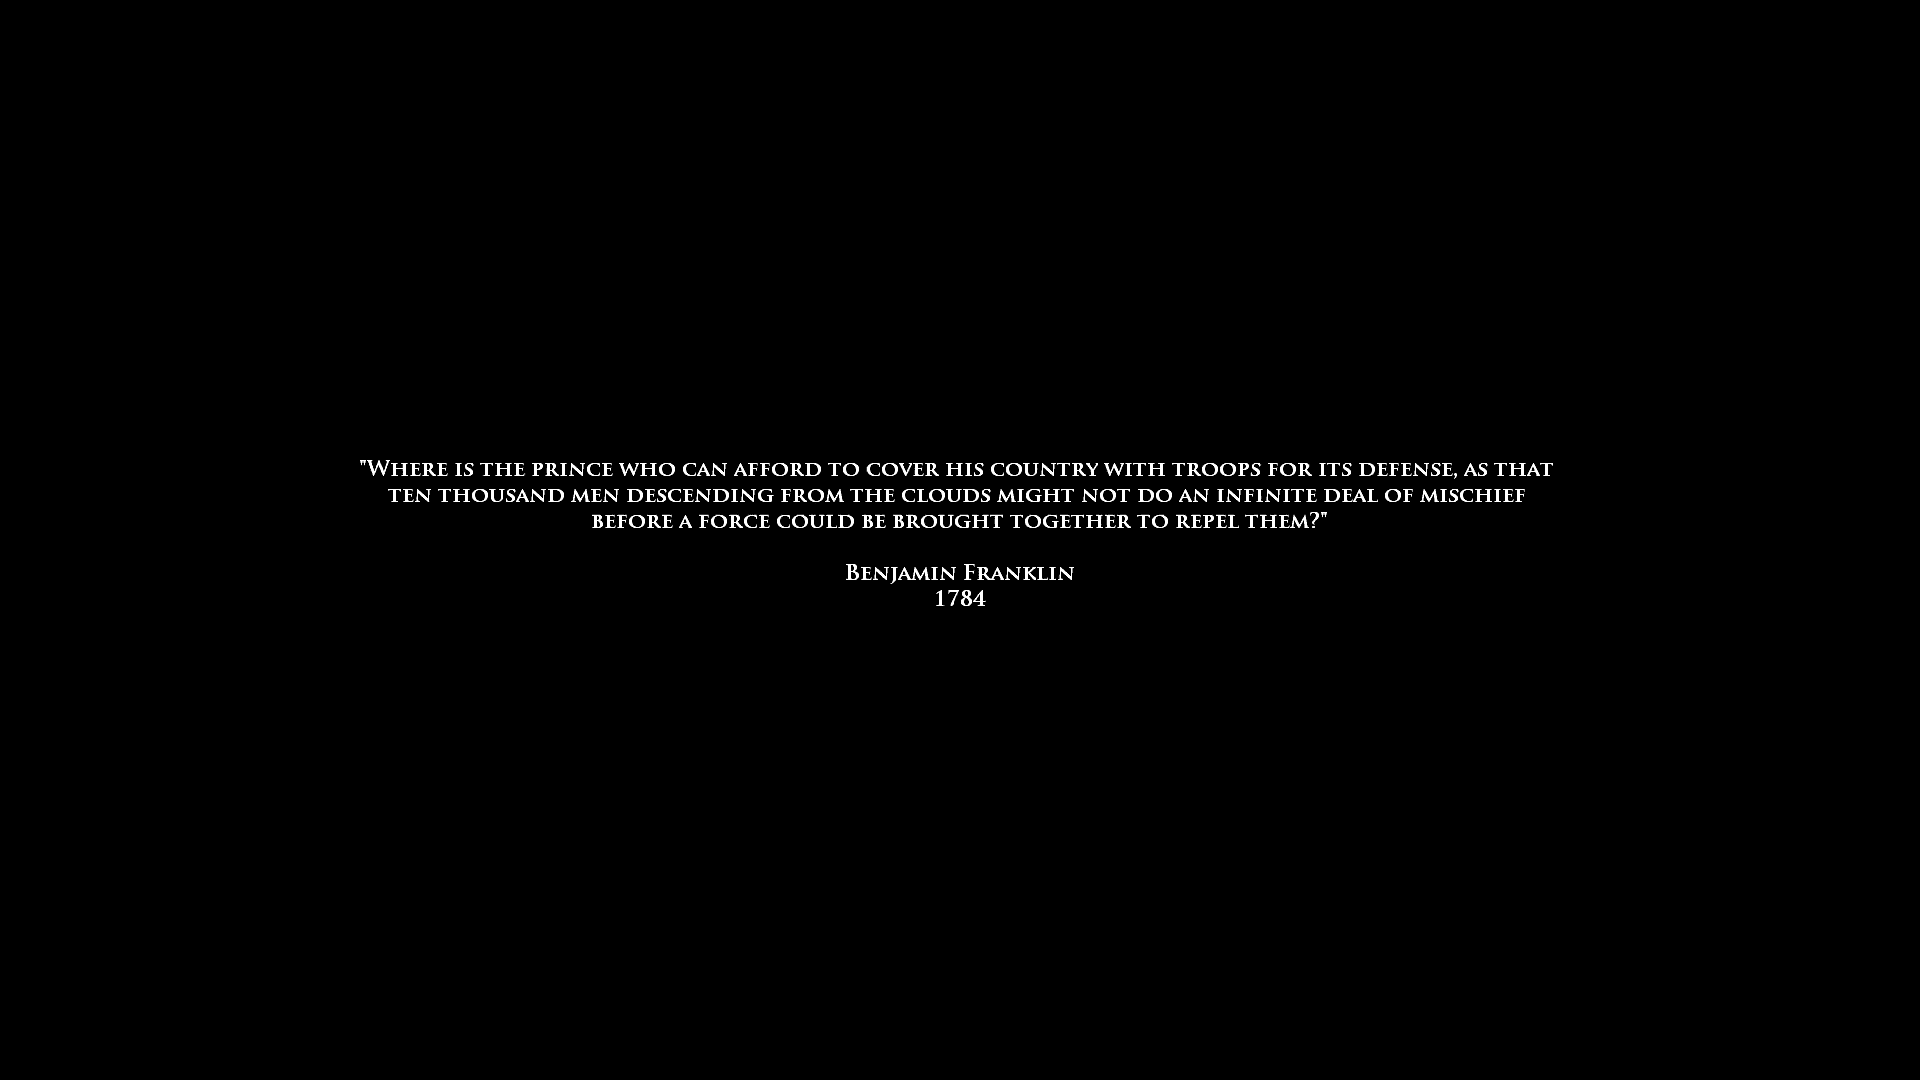 "Where is the prince who can afford to cover his country with troops for its defense, as that
ten thousand men descending from the clouds might not do an infinite deal of mischief
before a force could be brought together to repel them?"
Benjamin Franklin
1784